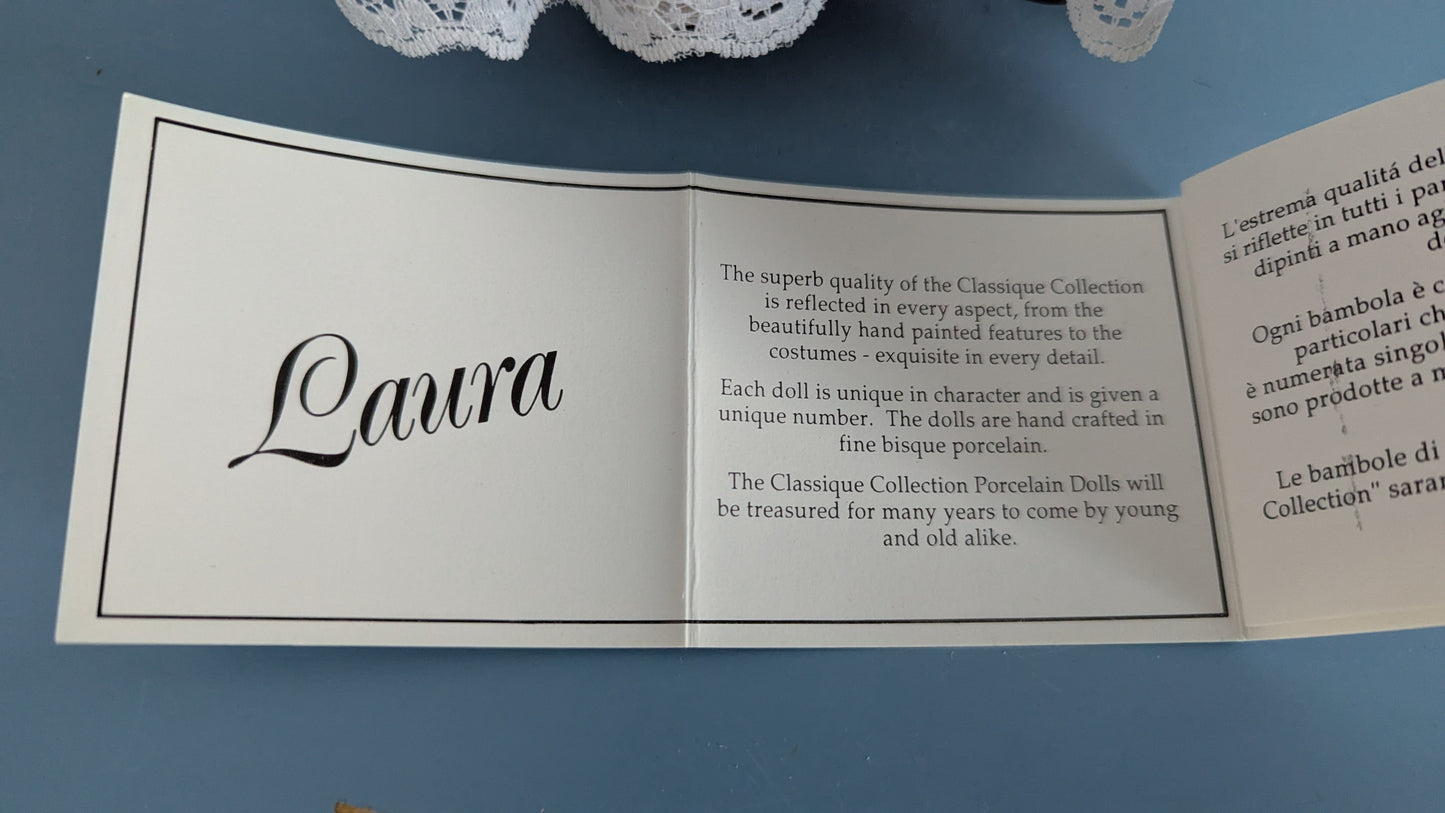 Laura
The superb quality of the Classique Collection
is reflected in every aspect, from the
beautifully hand painted features to the
costumes - exquisite in every detail.
Each doll is unique in character and is given a
unique number. The dolls are hand crafted in
fine bisque porcelain.
The Classique Collection Porcelain Dolls will
be treasured for many years to come by young
and old alike.
L'estrema qualitá
si riflette in tutti i
dipinti a mano
Ogni bambola è
particolari
è numerata
sono prodotte a
Le bambole di
Collection"